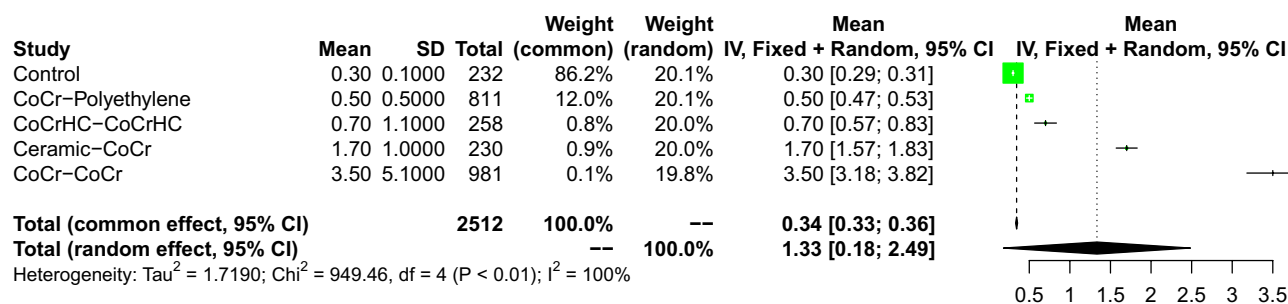 Weight Weight Mean Mean
Study Mean SD Total (common) (random) IV, Fixed + Random, 95% CI IV, Fixed + Random, 95% CI
Control 0.30 0.1000 232 86.2% 20.1% 0.30 [0.29; 0.31]
CoCr−Polyethylene 0.50 0.5000 811 12.0% 20.1% 0.50 [0.47; 0.53]
CoCrHC−CoCrHC 0.70 1.1000 258 0.8% 20.0% 0.70 [0.57; 0.83]
Ceramic−CoCr 1.70 1.0000 230 0.9% 20.0% 1.70 [1.57; 1.83]
CoCr−CoCr 3.50 5.1000 981 0.1% 19.8% 3.50 [3.18; 3.82]
Total (common effect, 95% CI) 2512 100.0% −− 0.34 [0.33; 0.36]
Total (random effect, 95% CI) −− 100.0% 1.33 [0.18; 2.49]
Heterogeneity: Tau² = 1.7190; Chi² = 949.46, df = 4 (P < 0.01); I² = 100%
0.5 1 1.5 2 2.5 3 3.5